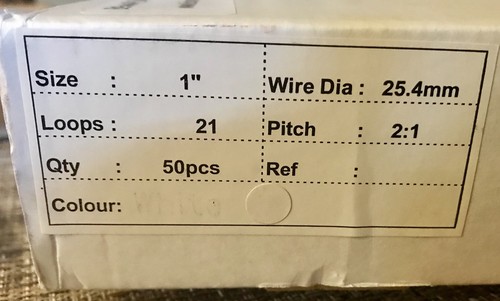 Size : 1" Wire Dia : 25.4mm
Loops : 21 Pitch : 2:1
Qty : 50pcs Ref :
Colour: